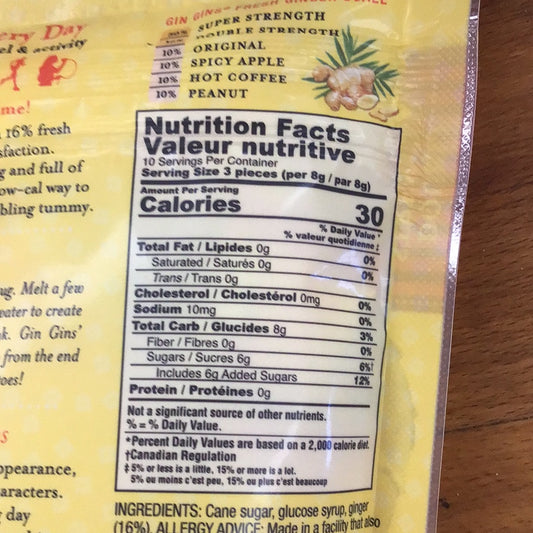 ery Day
el & activity
me!
16% fresh
sfaction.
g and full of
ow-cal way to
bling tummy.
ug. Melt a few
water to create
nk. Gin Gins'
from the end
oes!
s
ppearance,
aracters.
day
GIN GINS® FRESH GINGER
SUPER STRENGTH
DOUBLE STRENGTH
10% ORIGINAL
10% SPICY APPLE
10% HOT COFFEE
10% PEANUT
Nutrition Facts
Valeur nutritive
10 Servings Per Container
Serving Size 3 pieces (per 8g / par 8g)
Amount Per Serving
Calories 30
% Daily Value*
% valeur quotidienne‡
Total Fat / Lipides 0g 0%
Saturated / Saturés 0g 0%
Trans / Trans 0g
Cholesterol / Cholestérol 0mg 0%
Sodium 10mg 0%
Total Carb / Glucides 8g 3%
Fiber / Fibres 0g 0%
Sugars / Sucres 6g 6%†
Includes 6g Added Sugars 12%
Protein / Protéines 0g
Not a significant source of other nutrients.
% = % Daily Value.
*Percent Daily Values are based on a 2,000 calorie diet.
†Canadian Regulation
‡ 5% or less is a little, 15% or more is a lot.
5% ou moins c'est peu, 15% ou plus c'est beaucoup
INGREDIENTS: Cane sugar, glucose syrup, ginger
(16%). ALLERGY ADVICE: Made in a facility that also